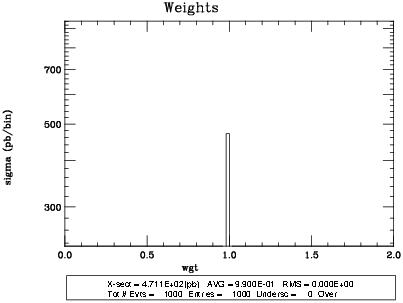 Weights
sigma (pb/bin)
700
500
300
0.0 0.5 1.0 1.5 2.0
wgt
X-sect = 4.711E+02(pb) AVG = 9.900E-01 RMS = 0.000E+00
Tot # Evts = 1000 Entries = 1000 Undersc = 0 Over